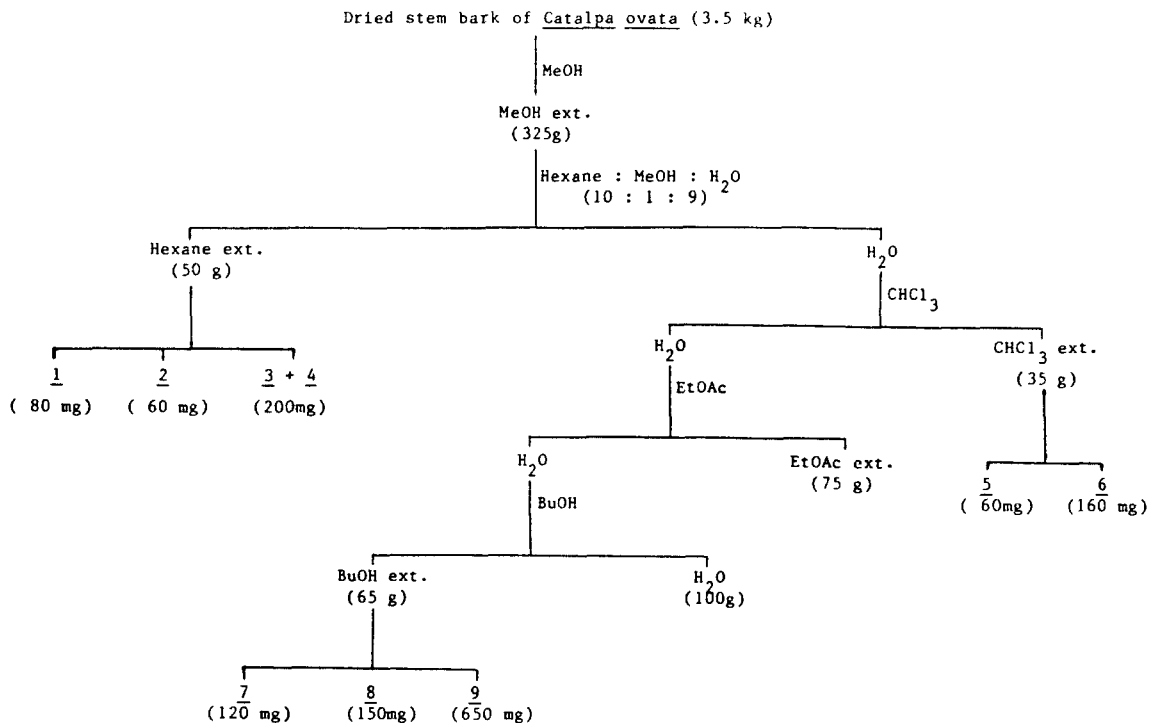 Dried stem bark of Catalpa ovata (3.5 kg)
MeOH
MeOH ext.
(325g)
Hexane : MeOH : H2O
(10 : 1 : 9)
Hexane ext.
(50 g)
H2O
CHCl3
1
( 80 mg)
2
( 60 mg)
3 + 4
(200mg)
H2O
EtOAc
CHCl3 ext.
(35 g)
H2O
BuOH
EtOAc ext.
(75 g)
5
( 60mg)
6
(160 mg)
BuOH ext.
(65 g)
H2O
(100g)
7
(120 mg)
8
(150mg)
9
(650 mg)